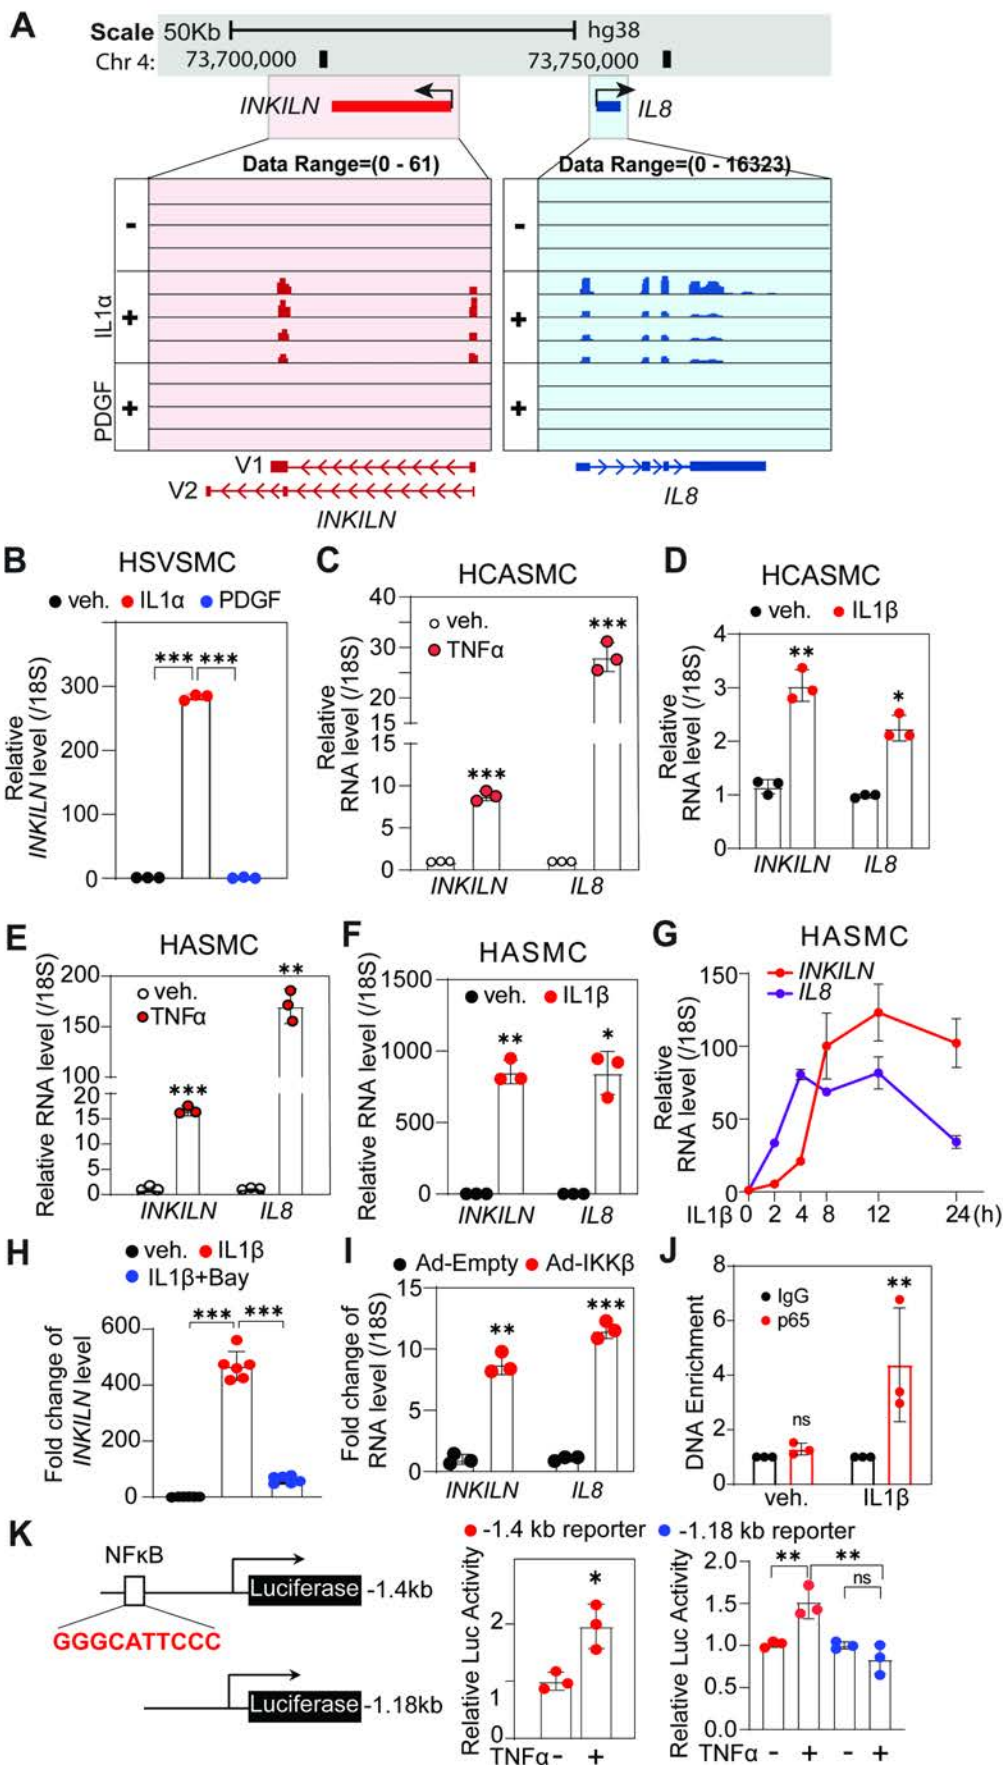 A
Scale 50Kb hg38
Chr 4: 73,700,000 73,750,000
INKILN IL8
Data Range=(0 - 61) Data Range=(0 - 16323)
- -
IL1α + +
PDGF + +
V1
V2
INKILN IL8
B
HSVSMC
veh. IL1α PDGF
Relative
INKILN level (/18S)
300
200
100
0
*** ***
C
HCASMC
veh.
TNFα
Relative
RNA level (/18S)
40
30
20
15
15
10
5
0
*** ***
INKILN IL8
D
HCASMC
veh. IL1β
Relative
RNA level (/18S)
4
3
2
1
0
** *
INKILN IL8
E
HASMC
veh.
TNFα
Relative RNA level (/18S)
200
150
100
20
15
10
5
0
*** **
INKILN IL8
F
HASMC
veh. IL1β
Relative RNA level (/18S)
1500
1000
500
0
** *
INKILN IL8
G
HASMC
INKILN
IL8
Relative
RNA level (/18S)
150
100
50
0
IL1β 0 2 4 8 12 24 (h)
H
veh. IL1β
IL1β+Bay
Fold change of
INKILN level
600
400
200
0
*** ***
I
Ad-Empty Ad-IKKβ
Fold change of
RNA level (/18S)
15
10
5
0
** ***
INKILN IL8
J
IgG
p65
DNA Enrichment
8
6
4
2
0
ns **
veh. IL1β
K
NFκB
Luciferase -1.4kb
GGGCATTCCC
Luciferase -1.18kb
-1.4 kb reporter -1.18 kb reporter
Relative Luc Activity
2
1
0
*
TNFα - +
Relative Luc Activity
2.0
1.5
1.0
0.5
0.0
** **
ns
TNFα - + - +